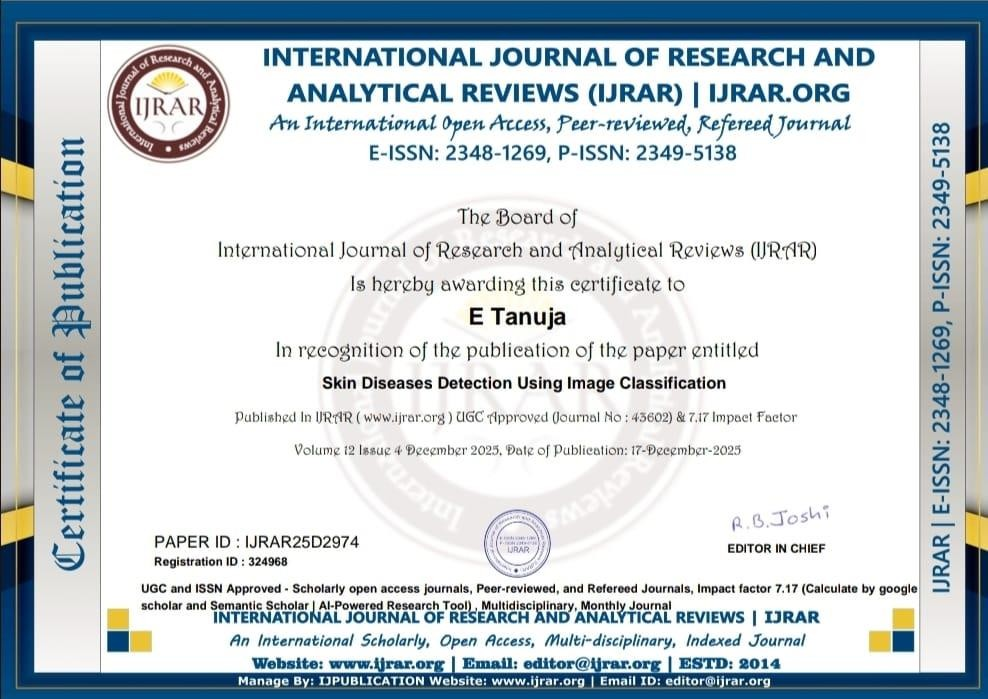 INTERNATIONAL JOURNAL OF RESEARCH AND
ANALYTICAL REVIEWS (IJRAR) | IJRAR.ORG
An International Open Access, Peer-reviewed, Refereed Journal
E-ISSN: 2348-1269, P-ISSN: 2349-5138
International Journal of Research and Analytical Reviews
IJRAR
Certificate of Publication
The Board of
International Journal of Research and Analytical Reviews (IJRAR)
Is hereby awarding this certificate to
E Tanuja
In recognition of the publication of the paper entitled
Skin Diseases Detection Using Image Classification
Published In IJRAR ( www.ijrar.org ) UGC Approved (Journal No : 43602) & 7.17 Impact Factor
Volume 12 Issue 4 December 2025, Date of Publication: 17-December-2025
PAPER ID : IJRAR25D2974
Registration ID : 324968
IJRAR
R.B.Joshi
EDITOR IN CHIEF
UGC and ISSN Approved - Scholarly open access journals, Peer-reviewed, and Refereed Journals, Impact factor 7.17 (Calculate by google
scholar and Semantic Scholar | AI-Powered Research Tool) , Multidisciplinary, Monthly Journal
INTERNATIONAL JOURNAL OF RESEARCH AND ANALYTICAL REVIEWS | IJRAR
An International Scholarly, Open Access, Multi-disciplinary, Indexed Journal
Website: www.ijrar.org | Email: editor@ijrar.org | ESTD: 2014
Manage By: IJPUBLICATION Website: www.ijrar.org | Email ID: editor@ijrar.org
IJRAR | E-ISSN: 2348-1269, P-ISSN: 2349-5138